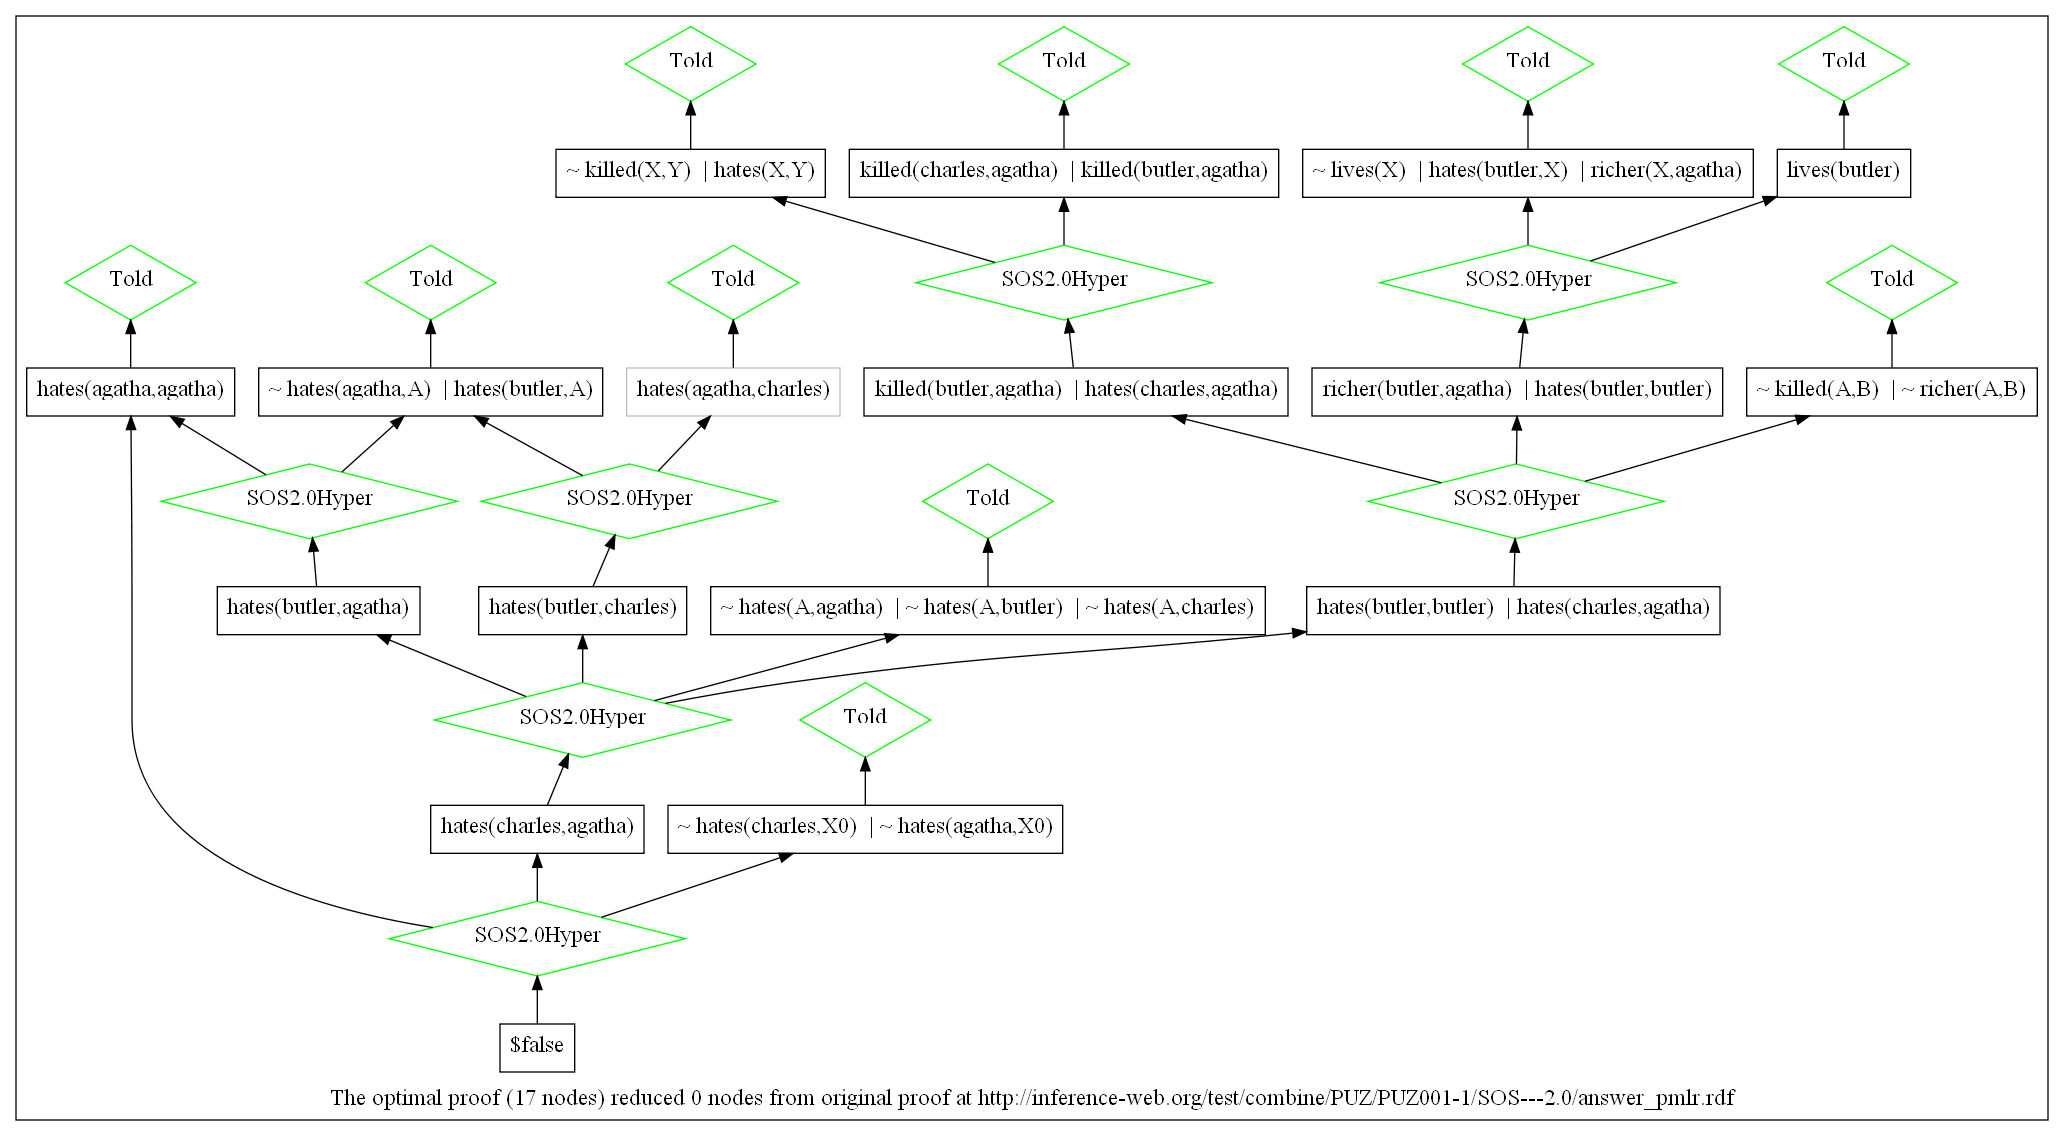 Told
Told
Told
Told
~ killed(X,Y) | hates(X,Y)
killed(charles,agatha) | killed(butler,agatha)
~ lives(X) | hates(butler,X) | richer(X,agatha)
lives(butler)
Told
Told
Told
SOS2.0Hyper
SOS2.0Hyper
Told
hates(agatha,agatha)
~ hates(agatha,A) | hates(butler,A)
hates(agatha,charles)
killed(butler,agatha) | hates(charles,agatha)
richer(butler,agatha) | hates(butler,butler)
~ killed(A,B) | ~ richer(A,B)
SOS2.0Hyper
SOS2.0Hyper
Told
SOS2.0Hyper
hates(butler,agatha)
hates(butler,charles)
~ hates(A,agatha) | ~ hates(A,butler) | ~ hates(A,charles)
hates(butler,butler) | hates(charles,agatha)
SOS2.0Hyper
Told
hates(charles,agatha)
~ hates(charles,X0) | ~ hates(agatha,X0)
SOS2.0Hyper
$false
The optimal proof (17 nodes) reduced 0 nodes from original proof at http://inference-web.org/test/combine/PUZ/PUZ001-1/SOS---2.0/answer_pmlr.rdf